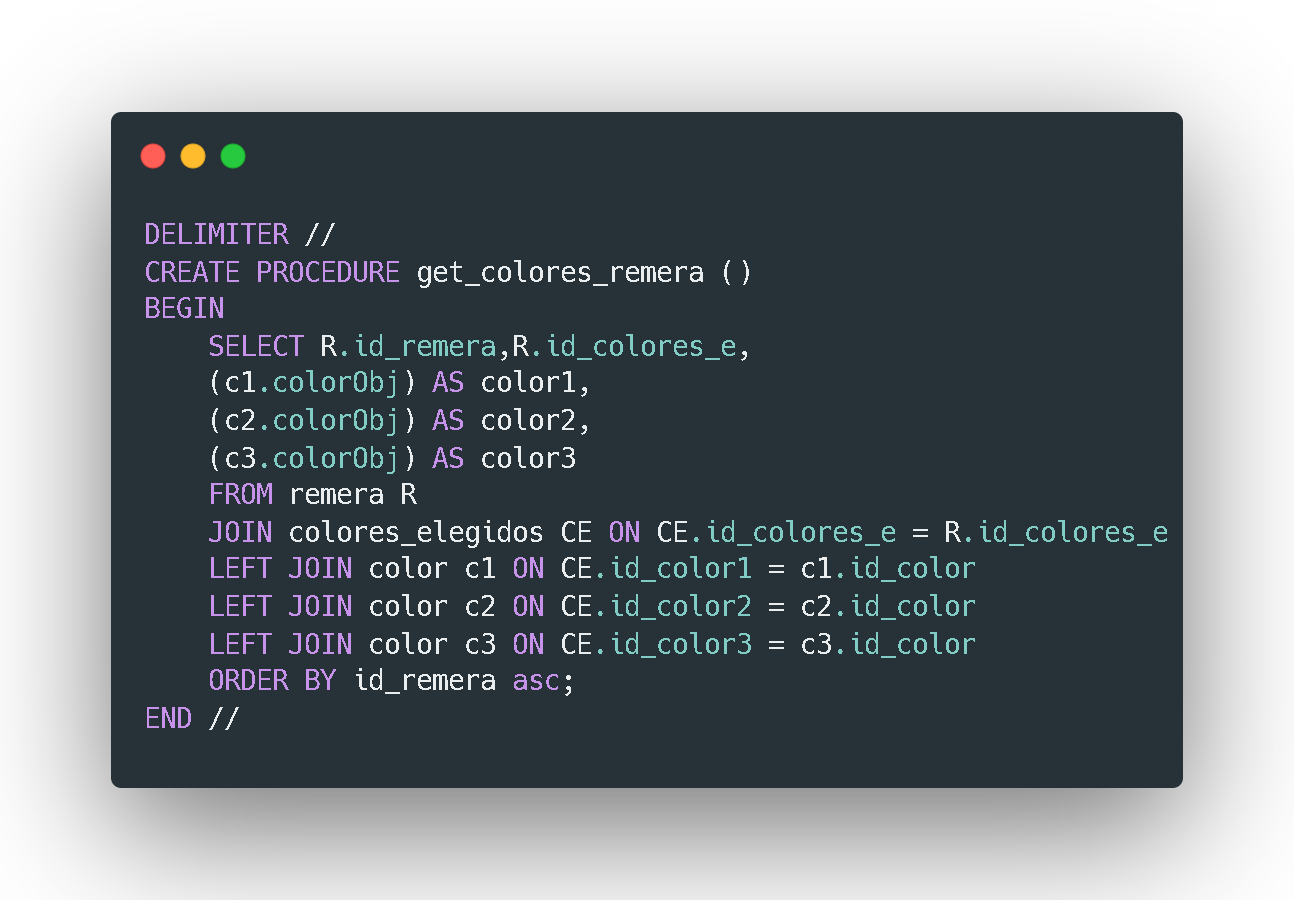 DELIMITER //
CREATE PROCEDURE get_colores_remera ()
BEGIN
    SELECT R.id_remera,R.id_colores_e,
    (c1.colorObj) AS color1,
    (c2.colorObj) AS color2,
    (c3.colorObj) AS color3
    FROM remera R
    JOIN colores_elegidos CE ON CE.id_colores_e = R.id_colores_e
    LEFT JOIN color c1 ON CE.id_color1 = c1.id_color
    LEFT JOIN color c2 ON CE.id_color2 = c2.id_color
    LEFT JOIN color c3 ON CE.id_color3 = c3.id_color
    ORDER BY id_remera asc;
END //